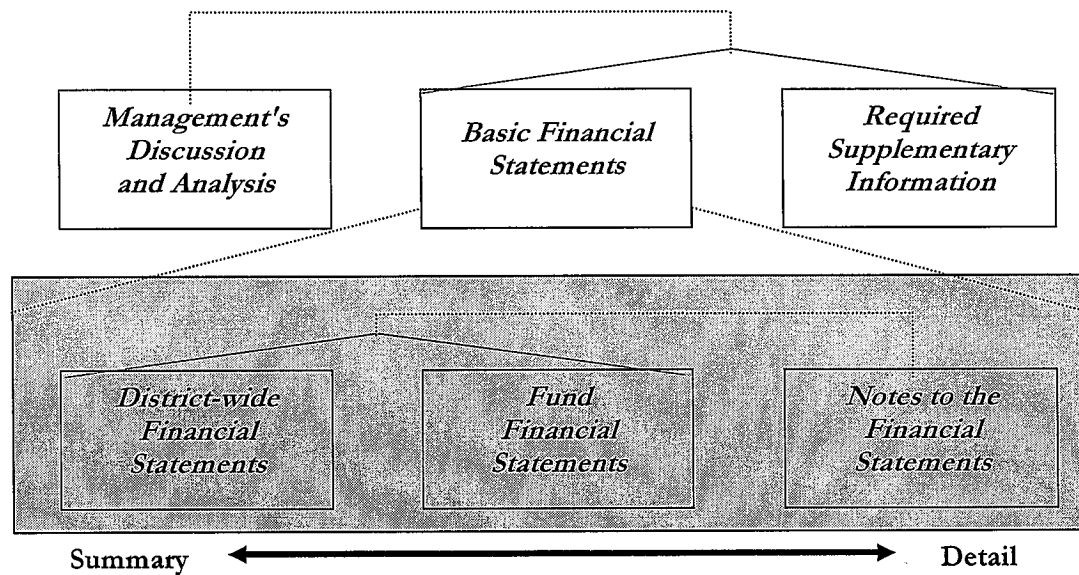 Management's
Discussion
and Analysis
Basic Financial
Statements
Required
Supplementary
Information
District-wide
Financial
Statements
Fund
Financial
Statements
Notes to the
Financial
Statements
Summary
Detail